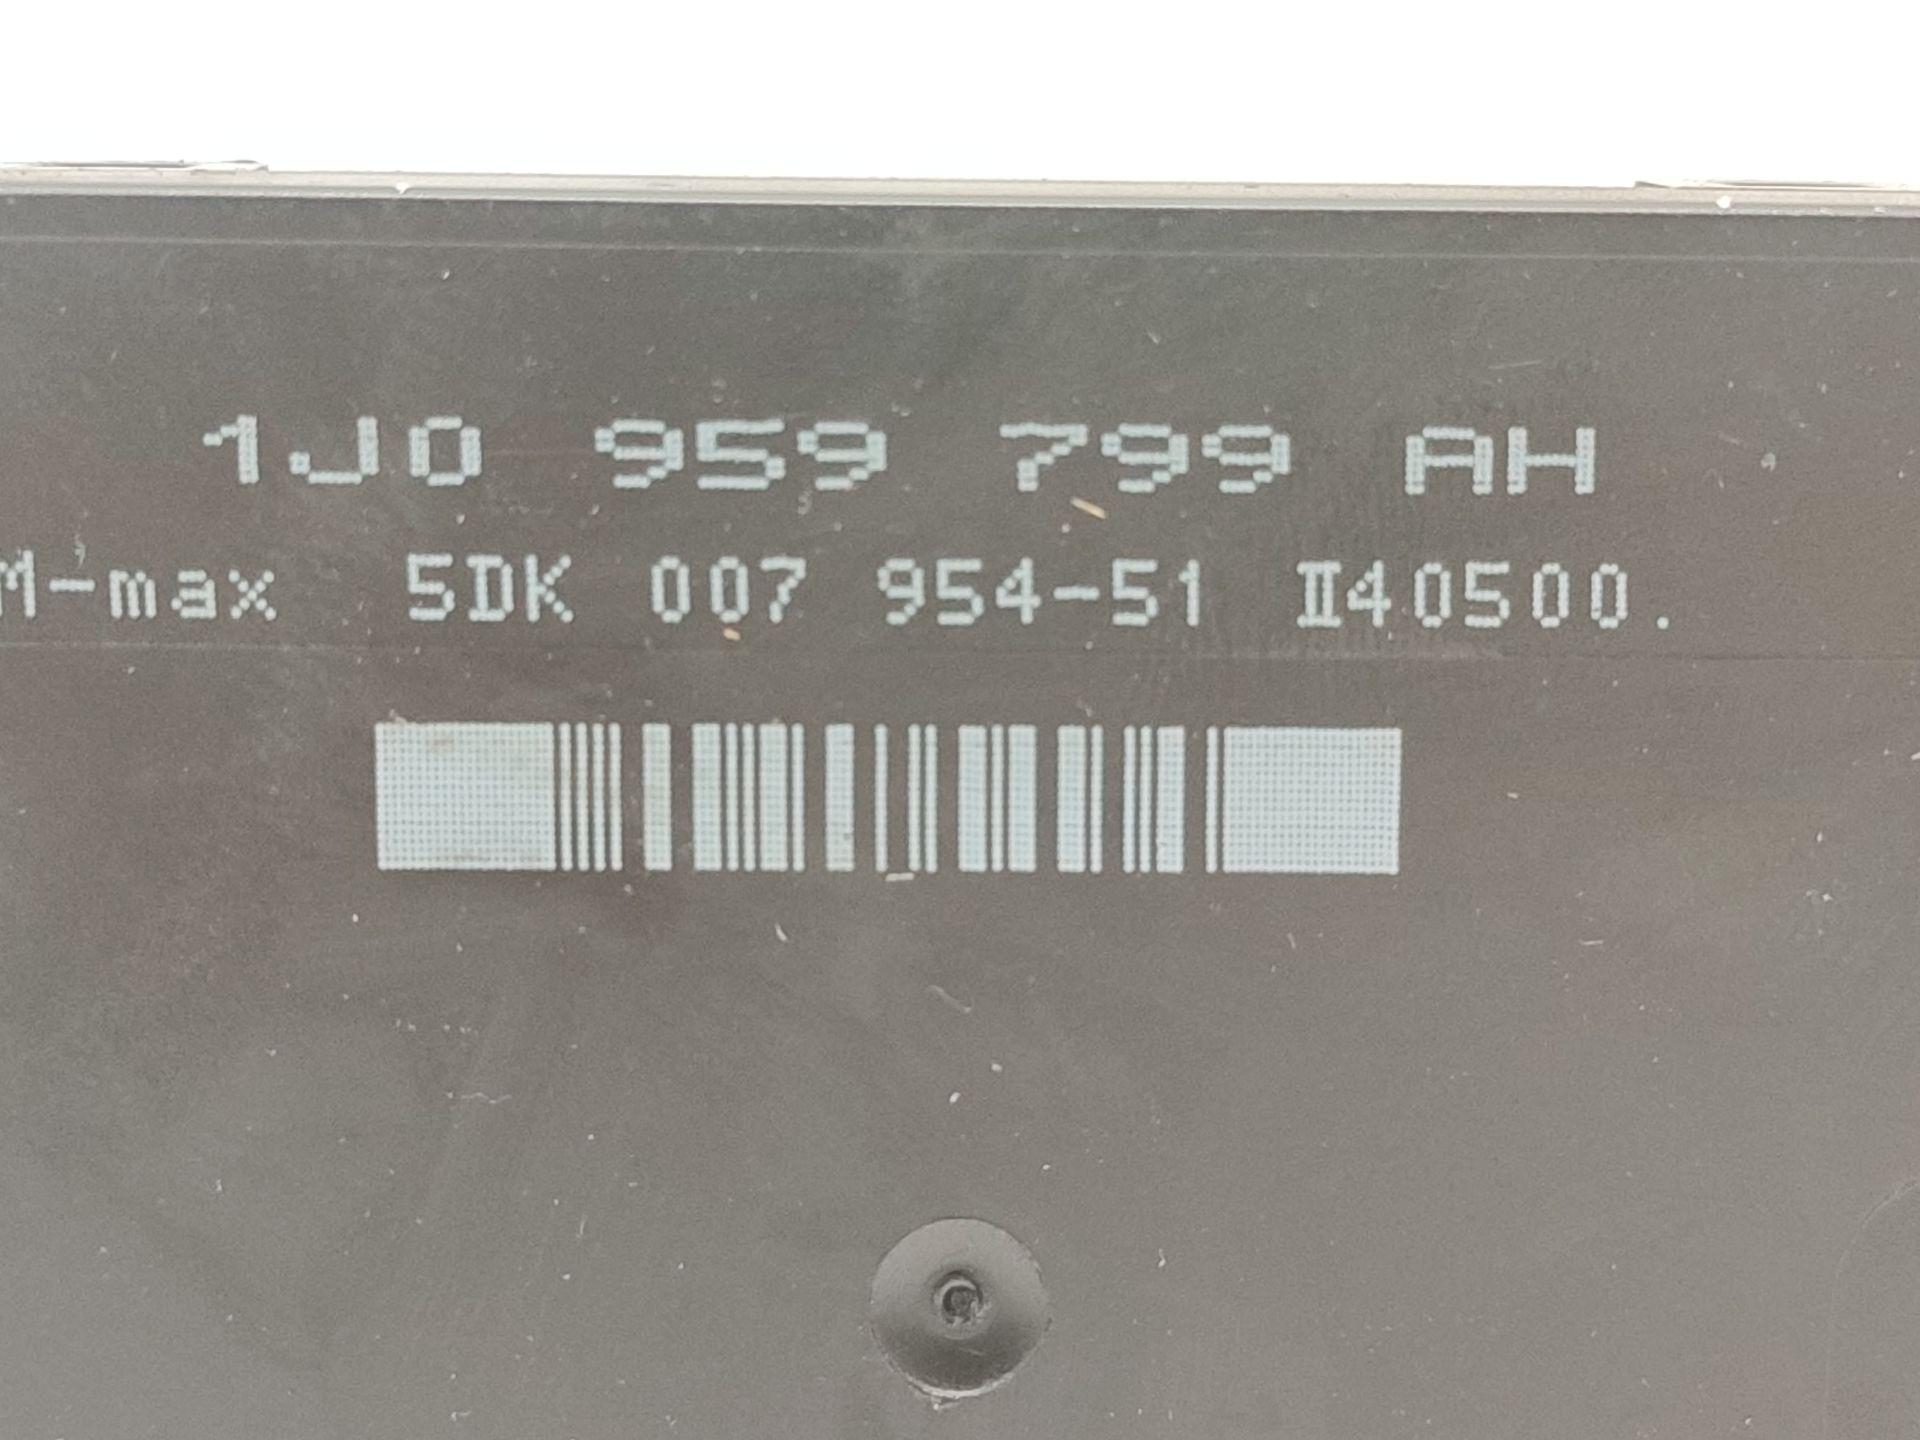 1J0 959 799 AH
M-max 5DK 007 954-51 II40500.